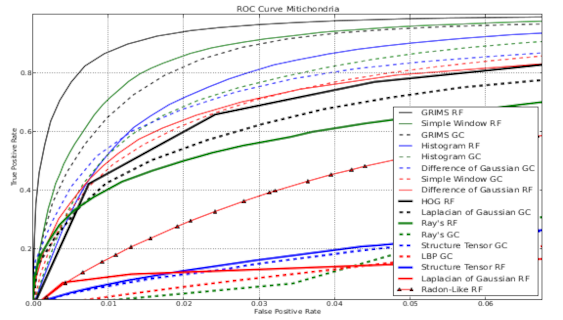 ROC Curve Mitichondria
True Positive Rate
0.8
0.6
0.4
0.2
0.0
0.01
0.02
0.03
0.04
0.05
0.06
False Positive Rate
GRIMS RF
Simple Window RF
GRIMS GC
Histogram RF
Histogram GC
Difference of Gaussian GC
Simple Window GC
Difference of Gaussian RF
HOG RF
Laplacian of Gaussian GC
Ray's RF
Ray's GC
Structure Tensor GC
LBP GC
Structure Tensor RF
Laplacian of Gaussian RF
Radon-Like RF